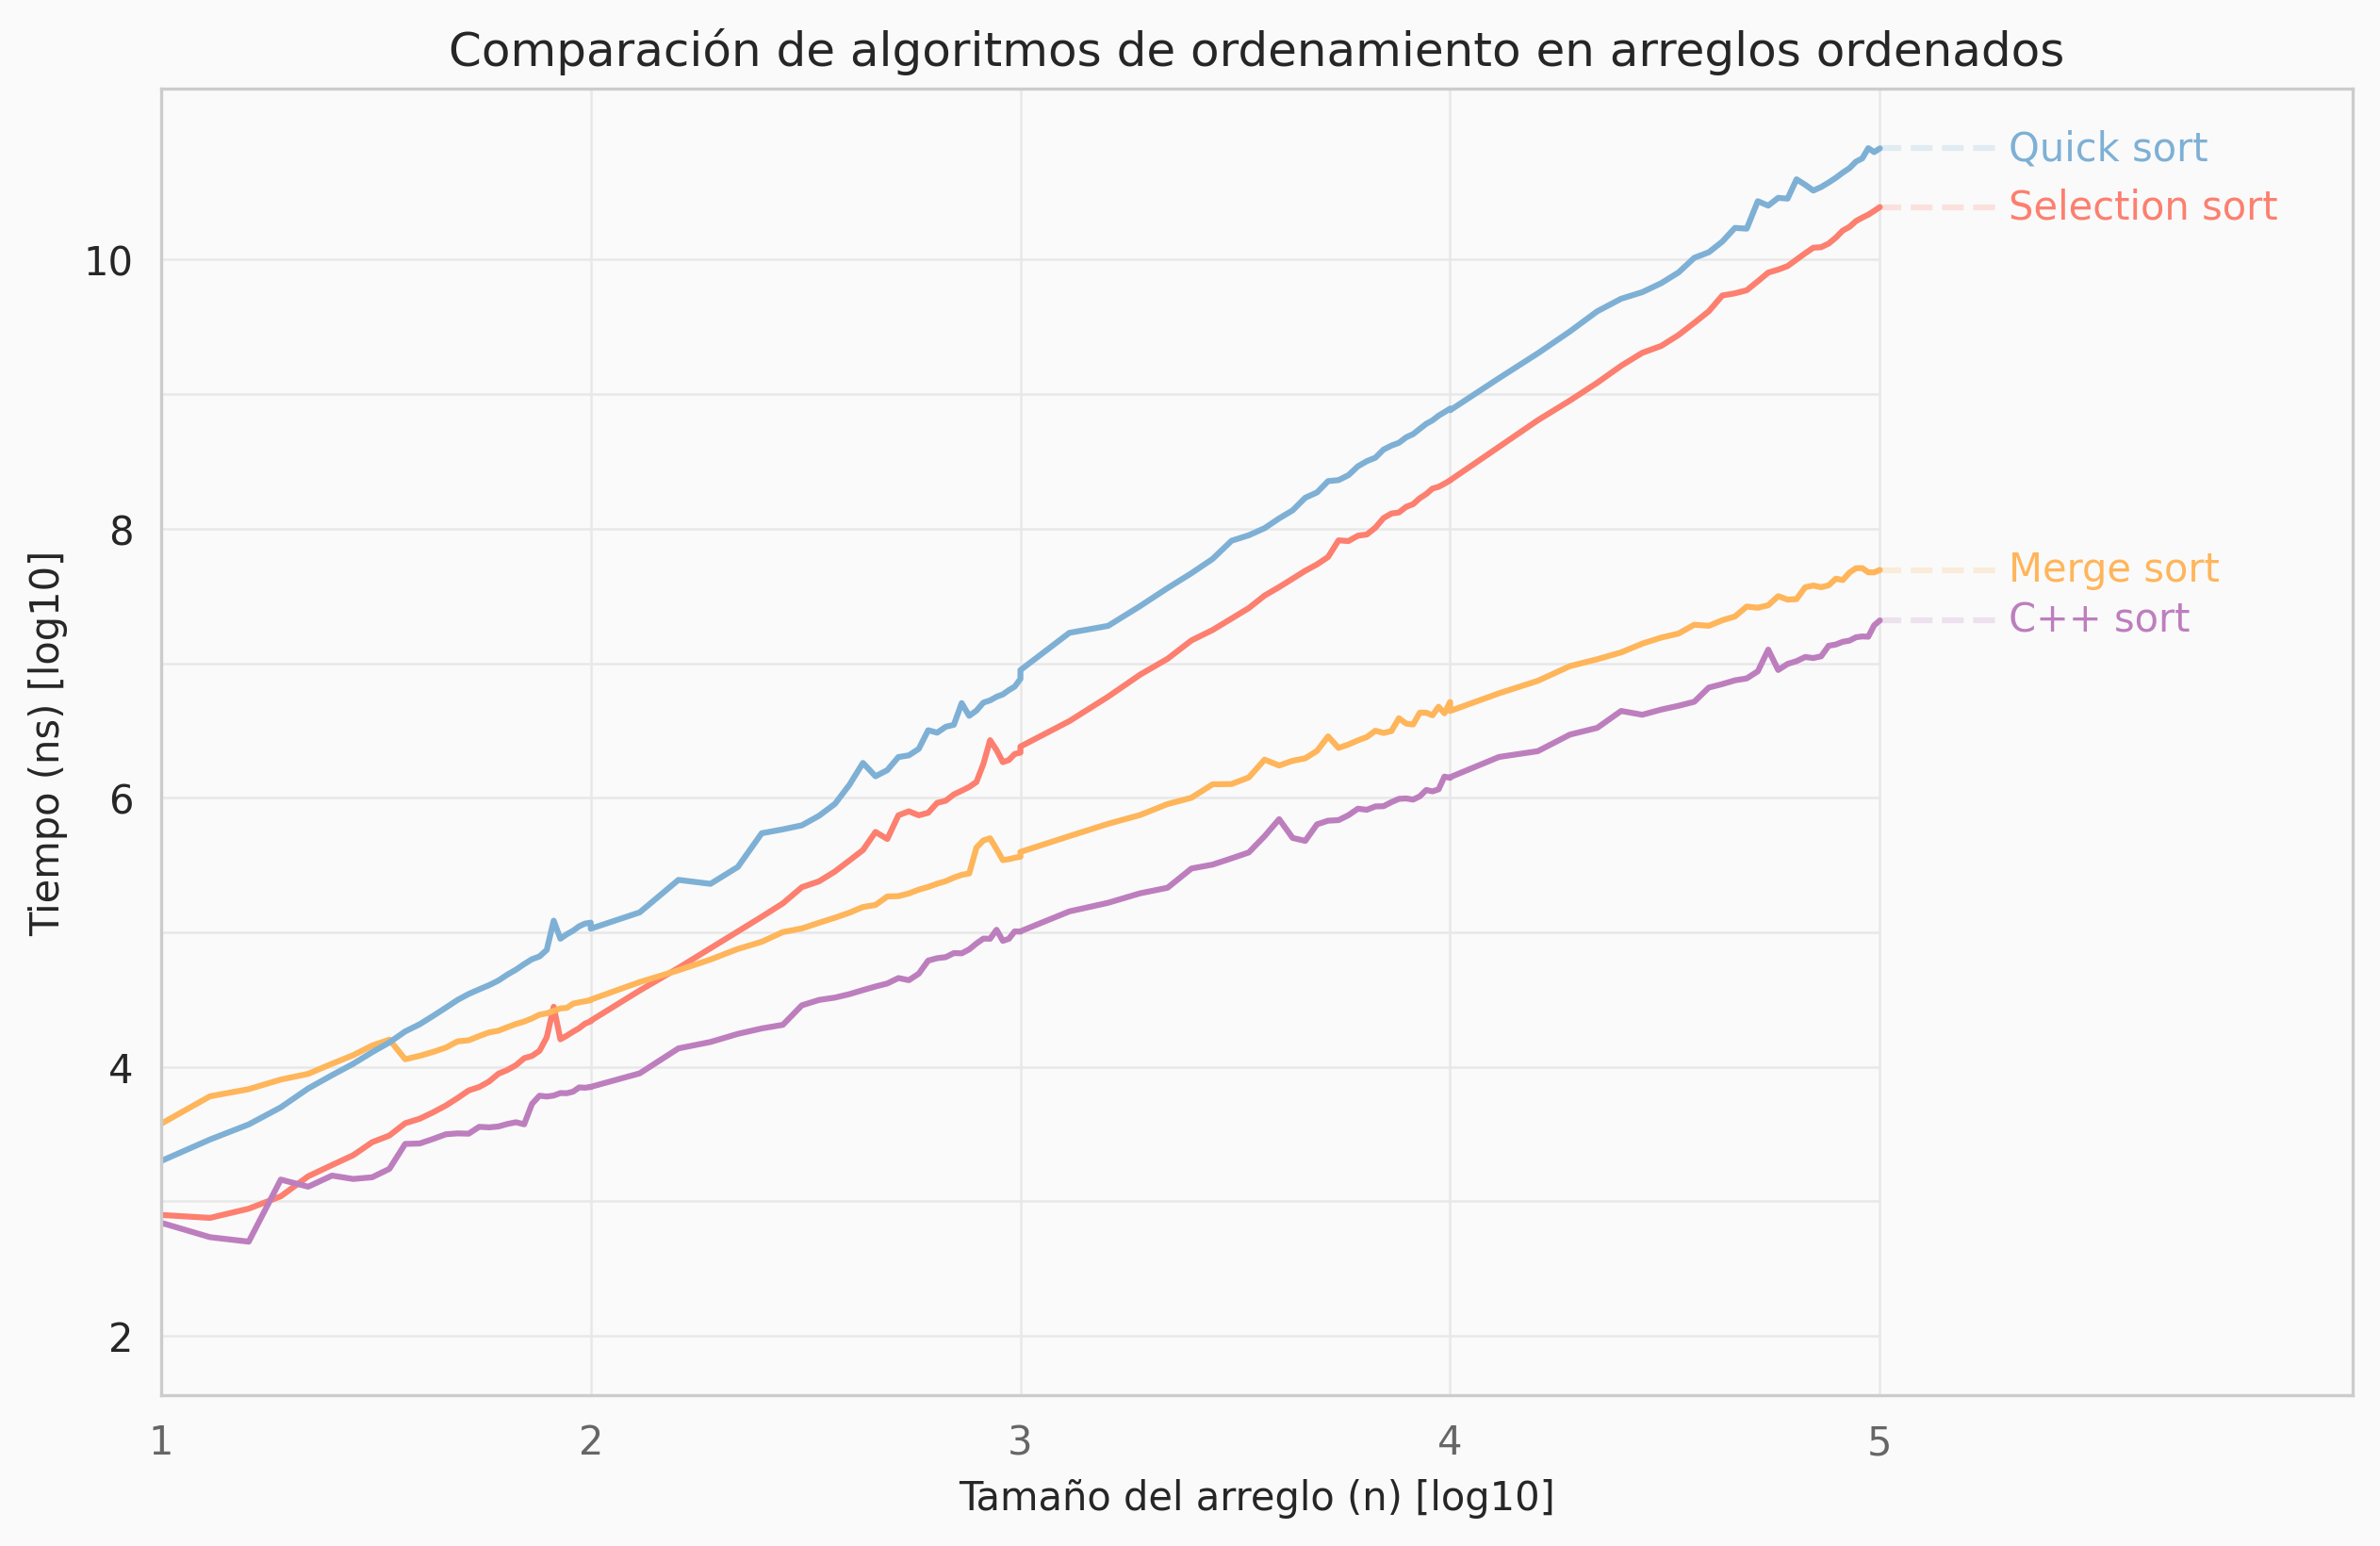 Comparación de algoritmos de ordenamiento en arreglos ordenados
Tiempo (ns) [log10]
10
8
6
4
2
Quick sort
Selection sort
Merge sort
C++ sort
1
2
3
4
5
Tamaño del arreglo (n) [log10]